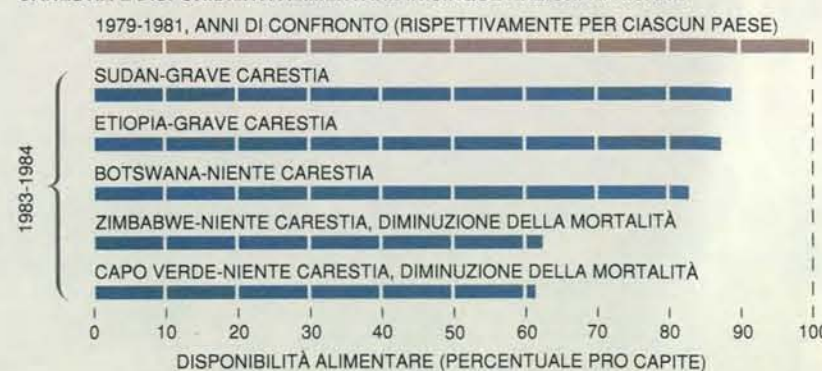 1979-1981, ANNI DI CONFRONTO (RISPETTIVAMENTE PER CIASCUN PAESE)
SUDAN-GRAVE CARESTIA
ETIOPIA-GRAVE CARESTIA
BOTSWANA-NIENTE CARESTIA
ZIMBABWE-NIENTE CARESTIA, DIMINUZIONE DELLA MORTALITÀ
CAPO VERDE-NIENTE CARESTIA, DIMINUZIONE DELLA MORTALITÀ
1983-1984
0 10 20 30 40 50 60 70 80 90 100
DISPONIBILITÀ ALIMENTARE (PERCENTUALE PRO CAPITE)